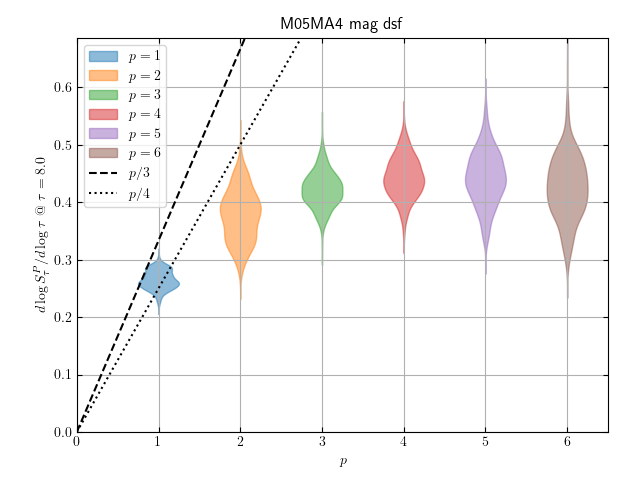 M05MA4 mag dsf
p = 1
p = 2
p = 3
p = 4
p = 5
p = 6
p/3
p/4
d log S_τ^P / d log τ @ τ = 8.0
0.6
0.5
0.4
0.3
0.2
0.1
0.0
0 1 2 3 4 5 6
p